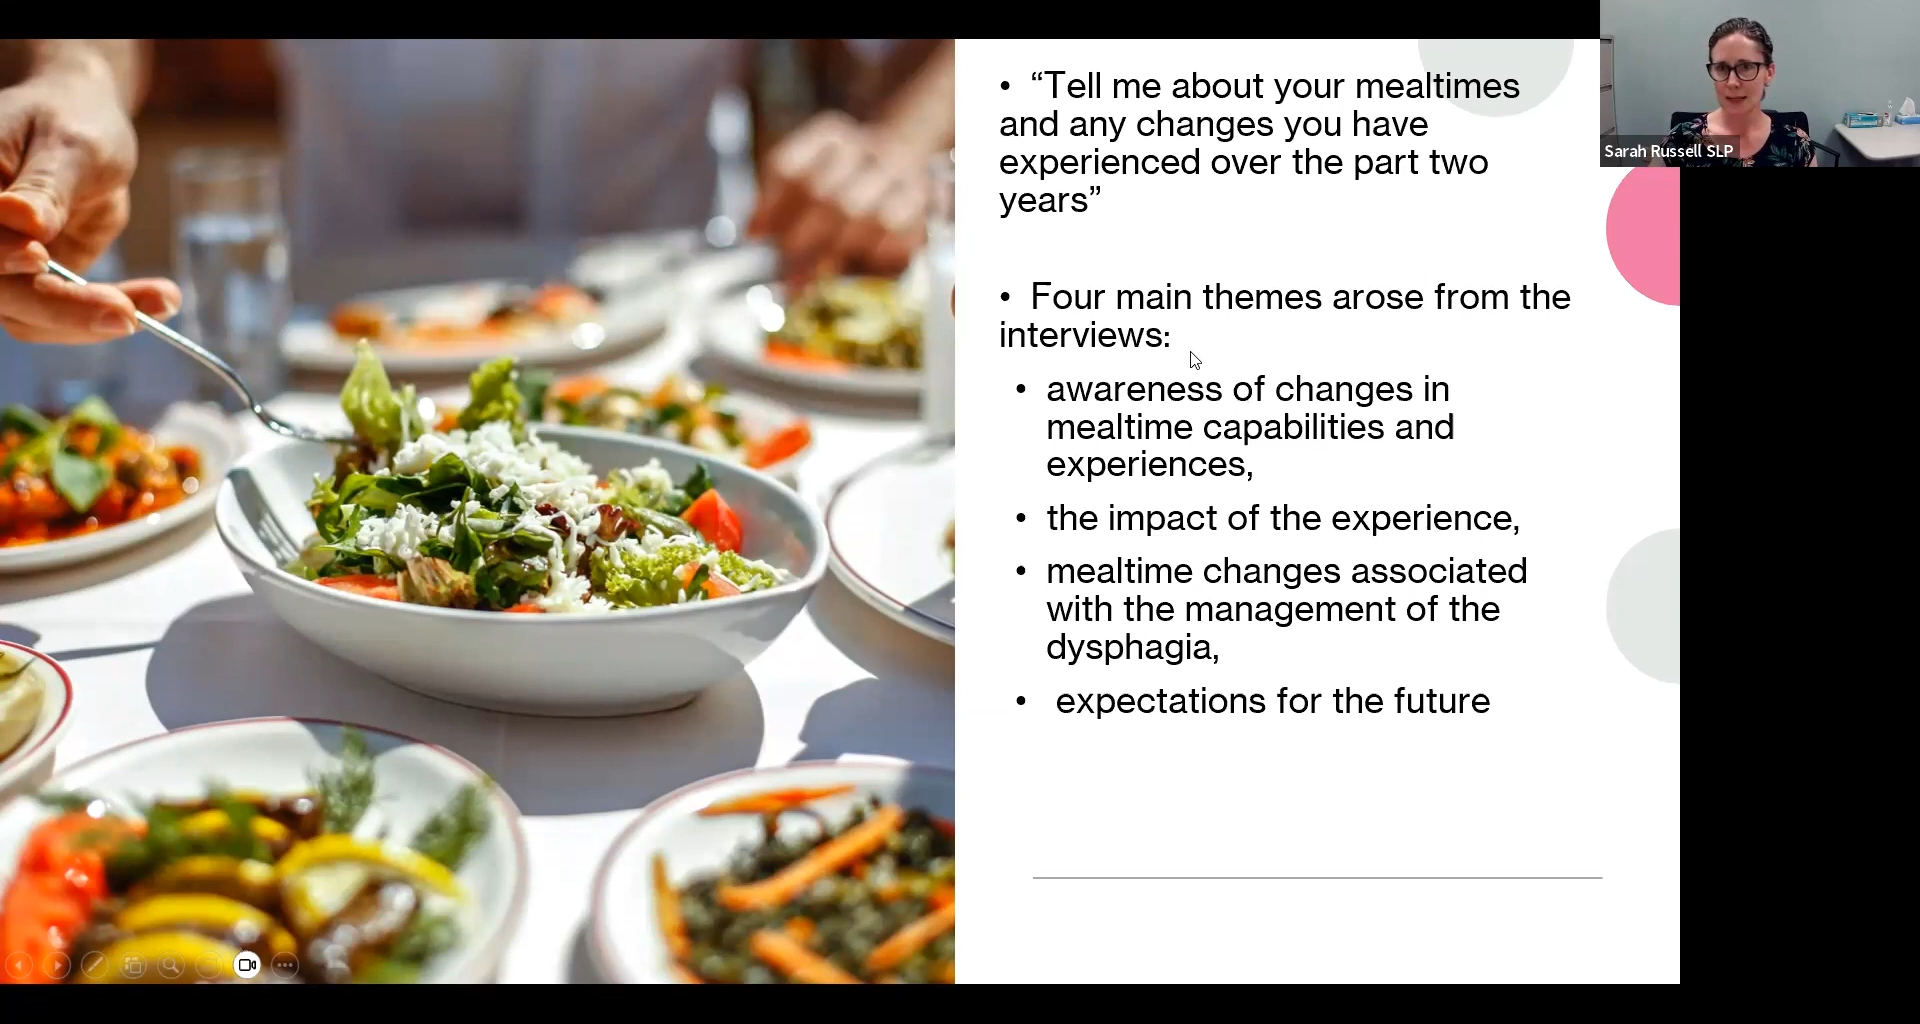 • “Tell me about your mealtimes
and any changes you have
experienced over the part two
years”
• Four main themes arose from the
interviews:
• awareness of changes in
mealtime capabilities and
experiences,
• the impact of the experience,
• mealtime changes associated
with the management of the
dysphagia,
• expectations for the future
Sarah Russell SLP